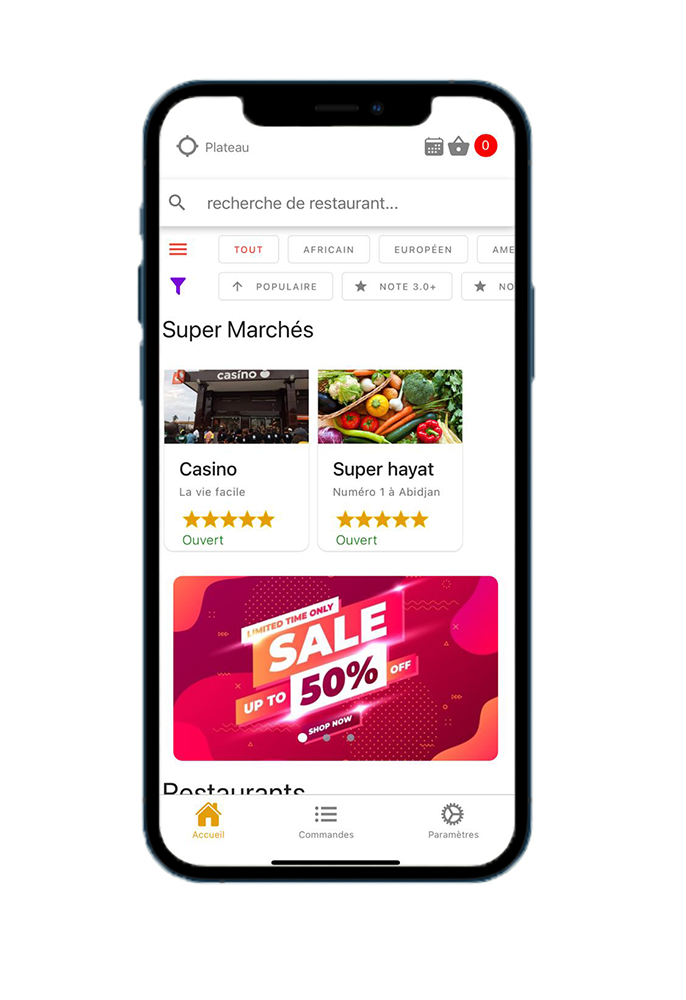 Plateau
0
recherche de restaurant...
TOUT
AFRICAIN
EUROPÉEN
AME
POPULAIRE
NOTE 3.0+
NO
Super Marchés
casino
Casino
La vie facile
Ouvert
Super hayat
Numéro 1 à Abidjan
Ouvert
LIMITED TIME ONLY
SALE
UP TO 50% OFF
SHOP NOW
Restaurants
Accueil
Commandes
Paramètres